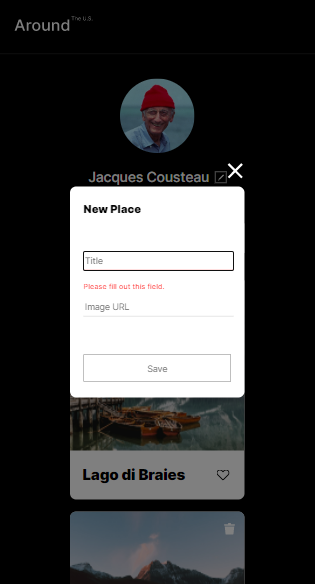 Around The U.S.
Jacques Cousteau
New Place
Title
Please fill out this field.
Image URL
Save
Lago di Braies